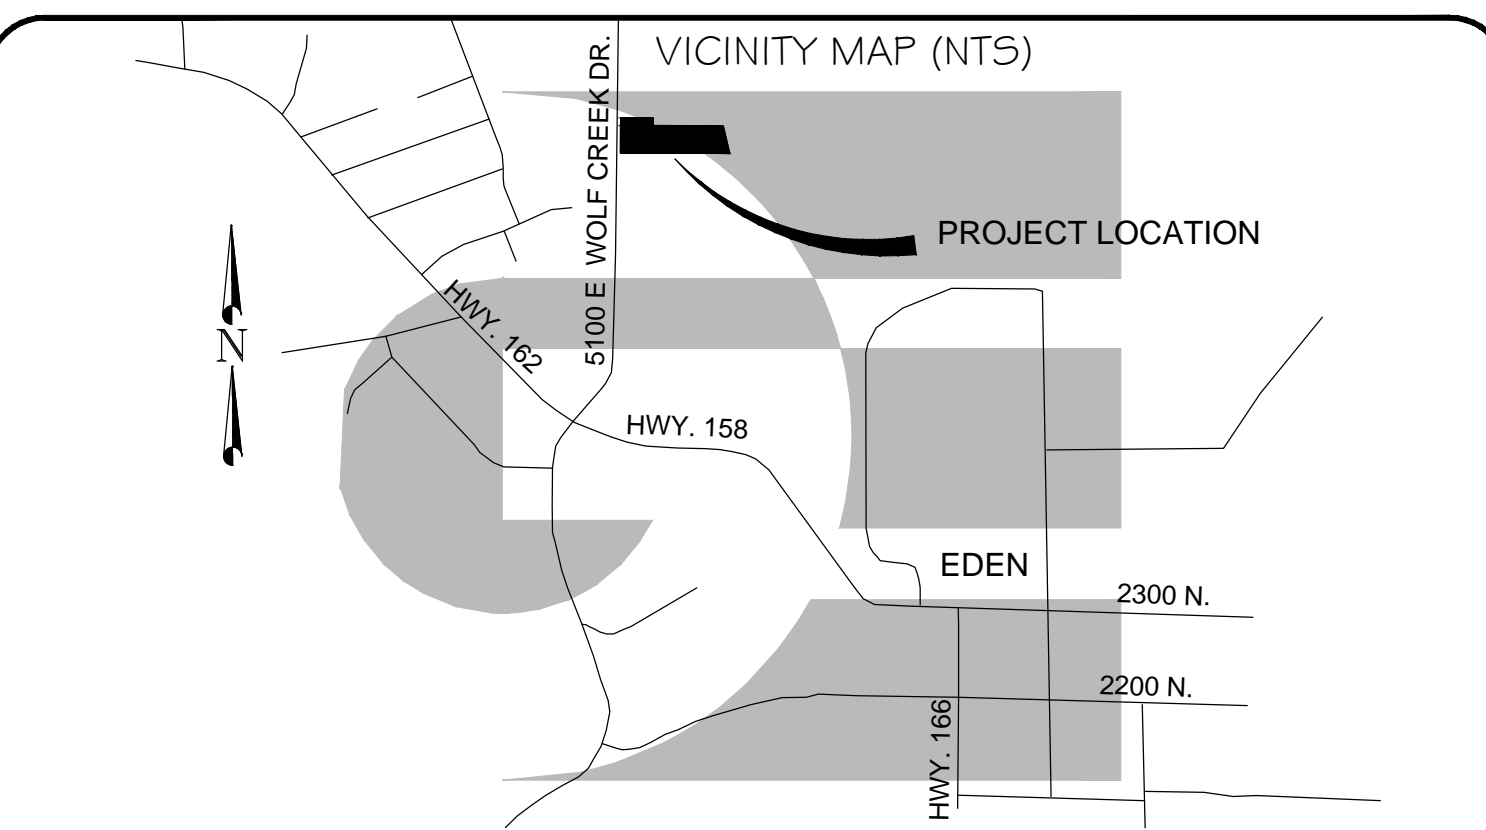 VICINITY MAP (NTS)
5100 E WOLF CREEK DR.
PROJECT LOCATION
HWY. 162
N
HWY. 158
EDEN
2300 N.
2200 N.
HWY. 166